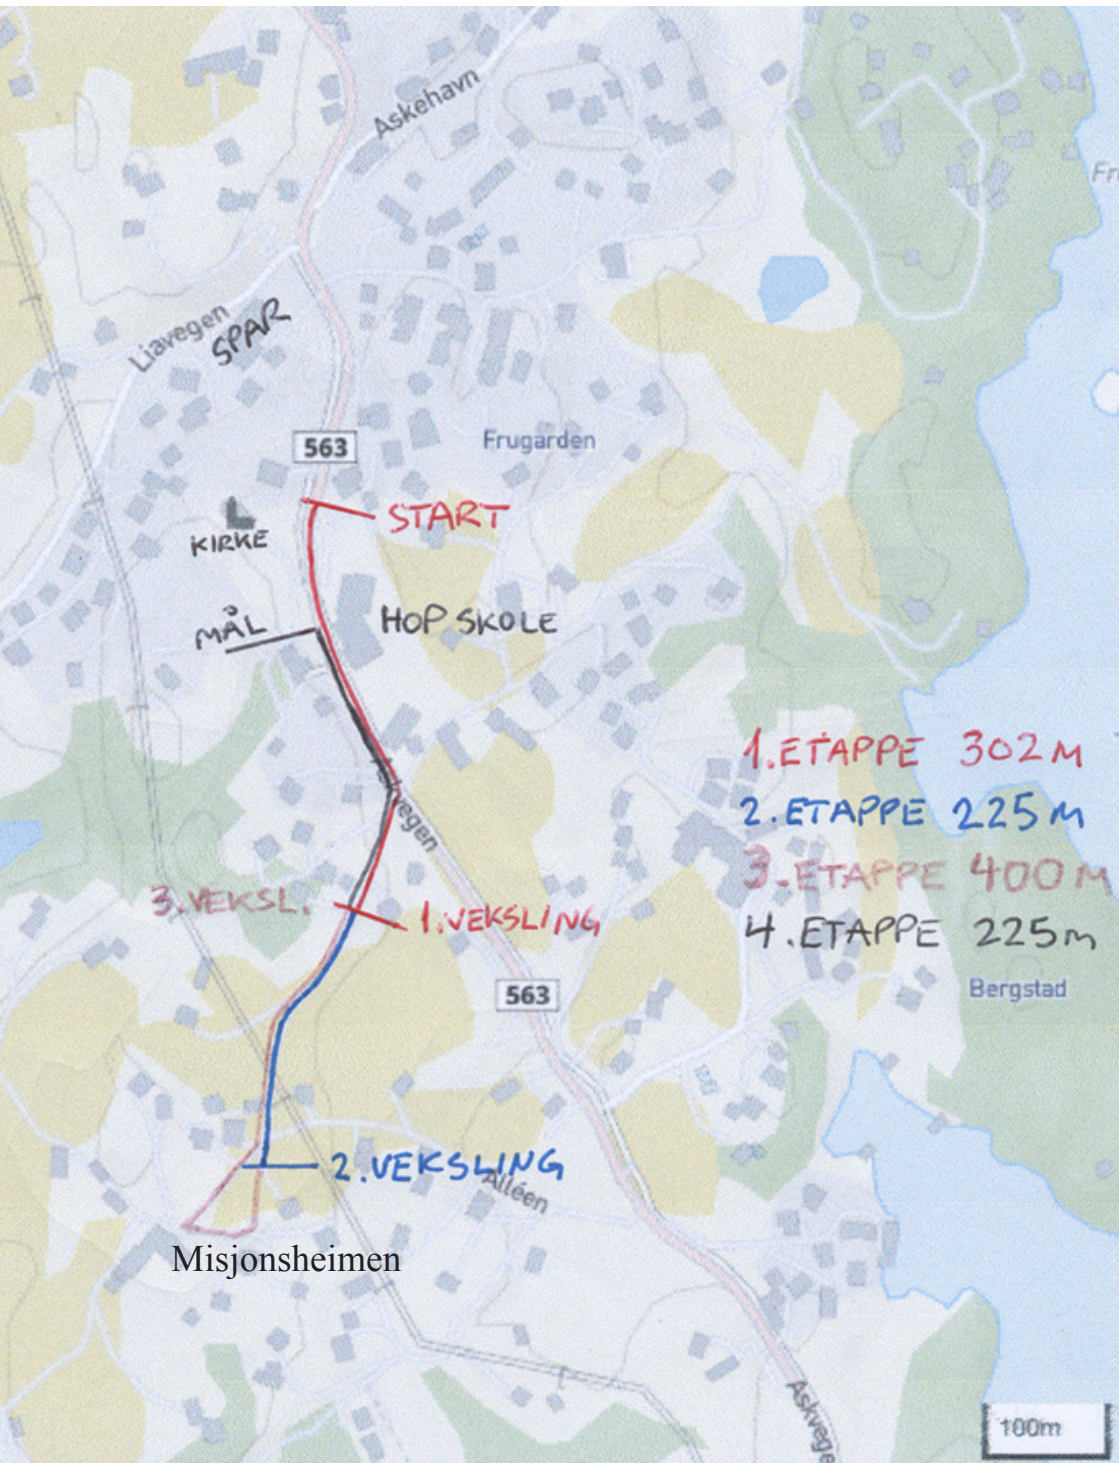 Askehavn
Liavegen
SPAR
563
Frugarden
START
KIRKE
HOP SKOLE
MÅL
1.ETAPPE 302M
2.ETAPPE 225M
3.ETAPPE 400M
4.ETAPPE 225m
3.VEKSL.
1.VEKSLING
563
Bergstad
2.VEKSLING
Alléen
Misjonsheimen
100m